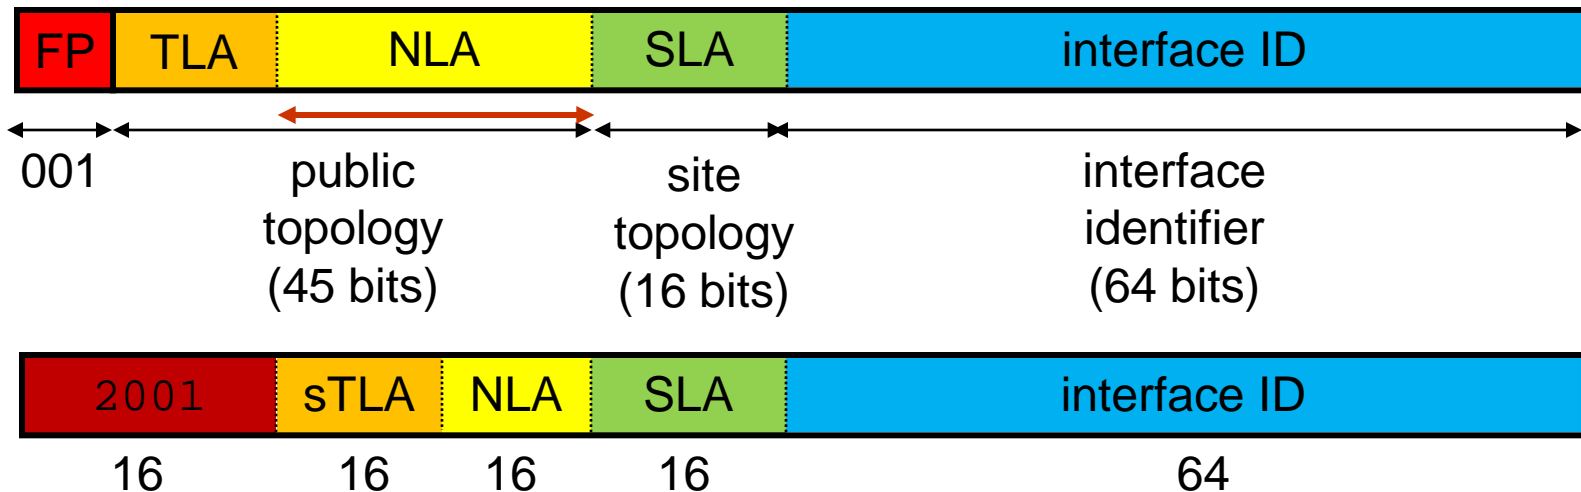 FP TLA NLA SLA interface ID
001 public topology (45 bits)
site topology (16 bits)
interface identifier (64 bits)
2001 sTLA NLA SLA interface ID
16 16 16 16 64